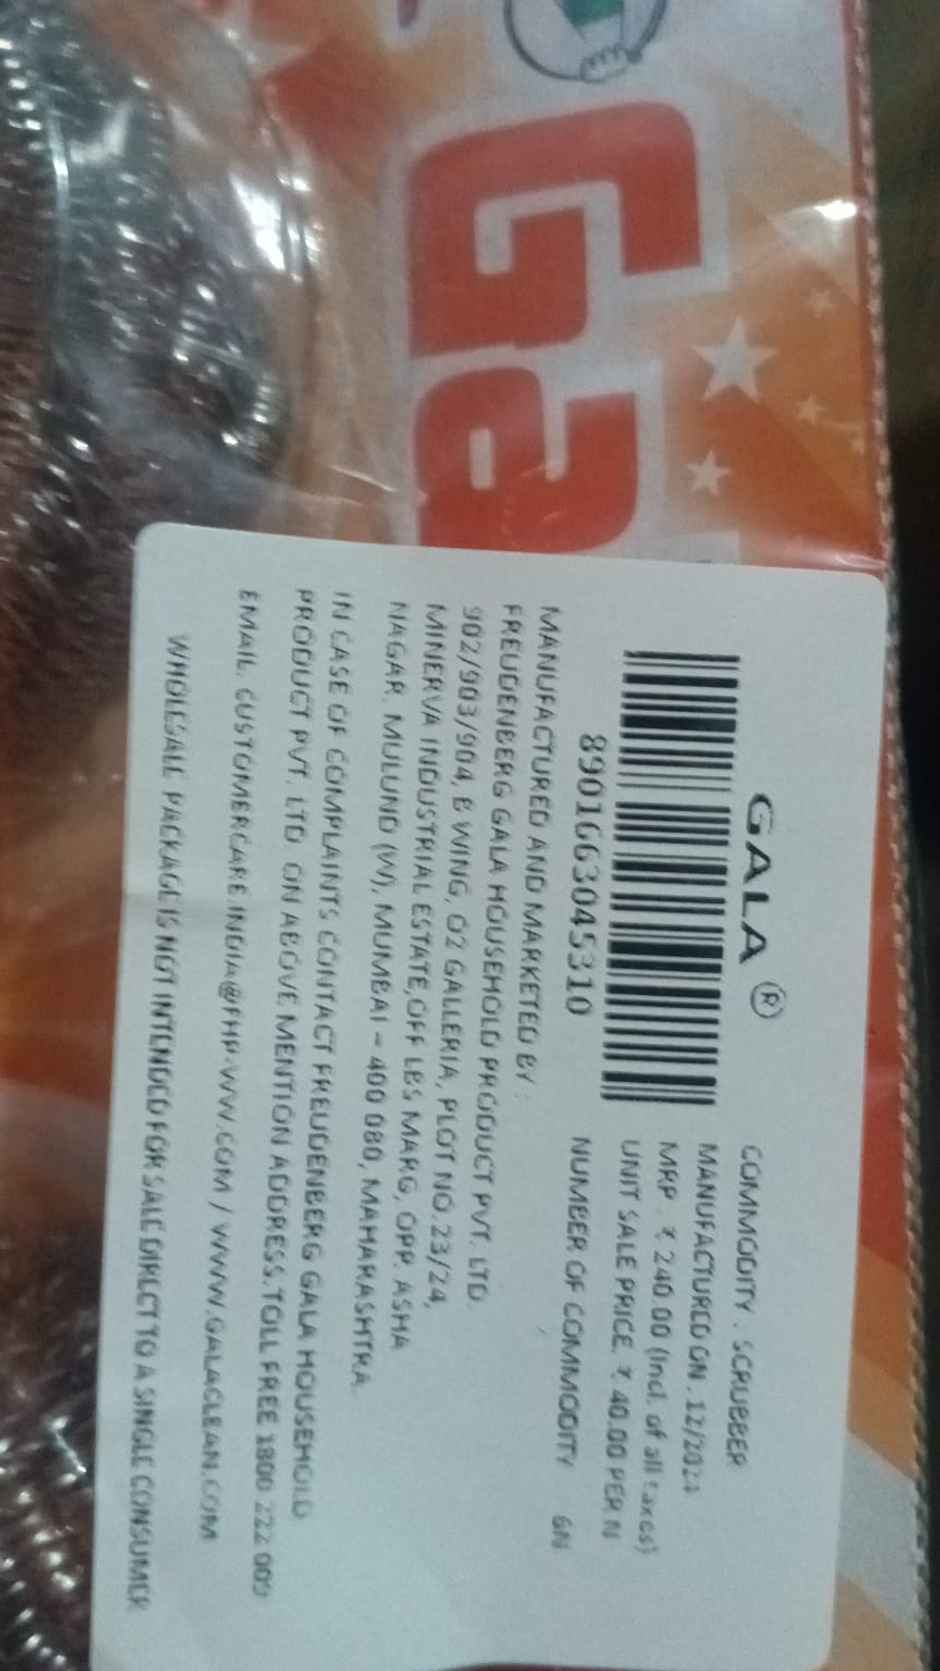 Ga
GALA ®
8901663045310
COMMODITY : SCRUBBER
MANUFACTURED ON : 12/2024
MRP : ₹ 240.00 (Incl. of all taxes)
UNIT SALE PRICE ₹ 40.00 PER N
NUMBER OF COMMODITY 6N
MANUFACTURED AND MARKETED BY :
FREUDENBERG GALA HOUSEHOLD PRODUCT PVT. LTD.
902/903/904, B WING, O2 GALLERIA, PLOT NO.23/24,
MINERVA INDUSTRIAL ESTATE,OFF LBS MARG, OPP. ASHA
NAGAR. MULUND (W), MUMBAI – 400 080, MAHARASHTRA.
IN CASE OF COMPLAINTS CONTACT FREUDENBERG GALA HOUSEHOLD
PRODUCT PVT. LTD ON ABOVE MENTION ADDRESS.TOLL FREE 1800 222 009
EMAIL: CUSTOMERCARE.INDIA@FHP-WW.COM / WWW.GALACLEAN.COM
WHOLSALE PACKAGE IS NOT INTENDED FOR SALE DIRECT TO A SINGLE CONSUMER